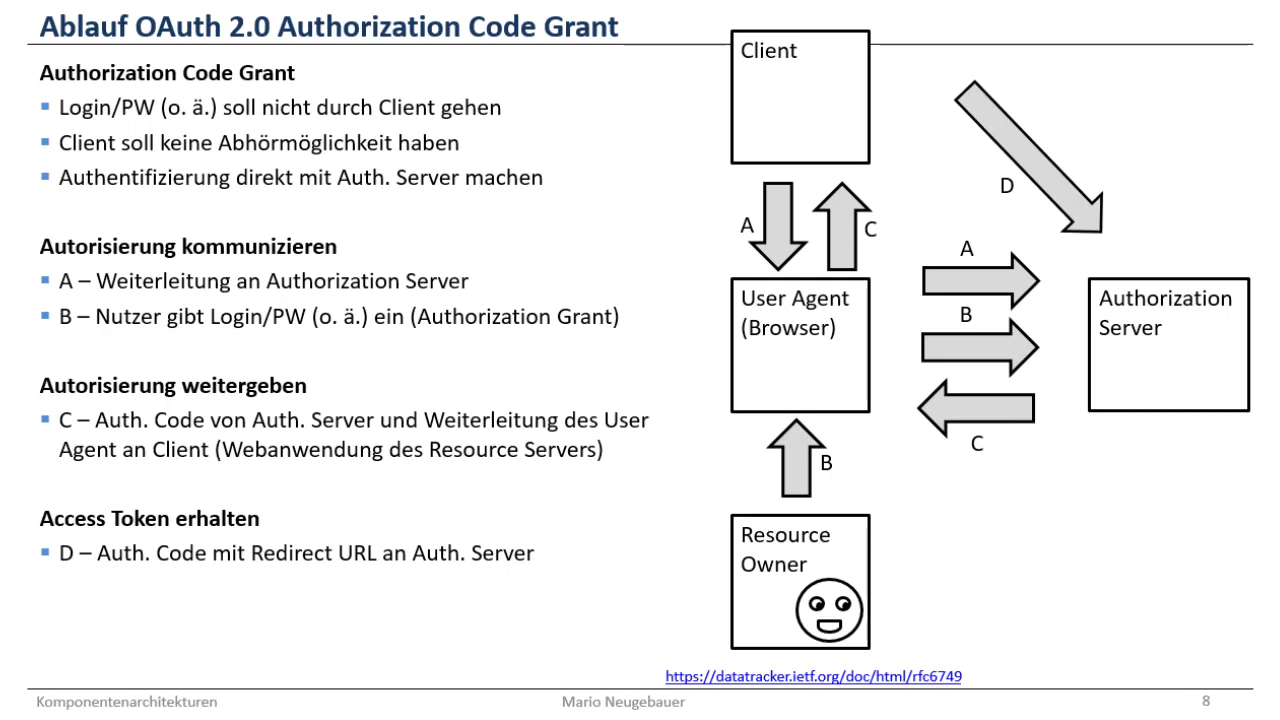 Ablauf OAuth 2.0 Authorization Code Grant
Authorization Code Grant
Login/PW (o. ä.) soll nicht durch Client gehen
Client soll keine Abhörmöglichkeit haben
Authentifizierung direkt mit Auth. Server machen
Autorisierung kommunizieren
A – Weiterleitung an Authorization Server
B – Nutzer gibt Login/PW (o. ä.) ein (Authorization Grant)
Autorisierung weitergeben
C – Auth. Code von Auth. Server und Weiterleitung des User
Agent an Client (Webanwendung des Resource Servers)
Access Token erhalten
D – Auth. Code mit Redirect URL an Auth. Server
Client
D
A
C
A
User Agent
(Browser)
B
Authorization
Server
C
B
Resource
Owner
https://datatracker.ietf.org/doc/html/rfc6749
Komponentenarchitekturen
Mario Neugebauer
8